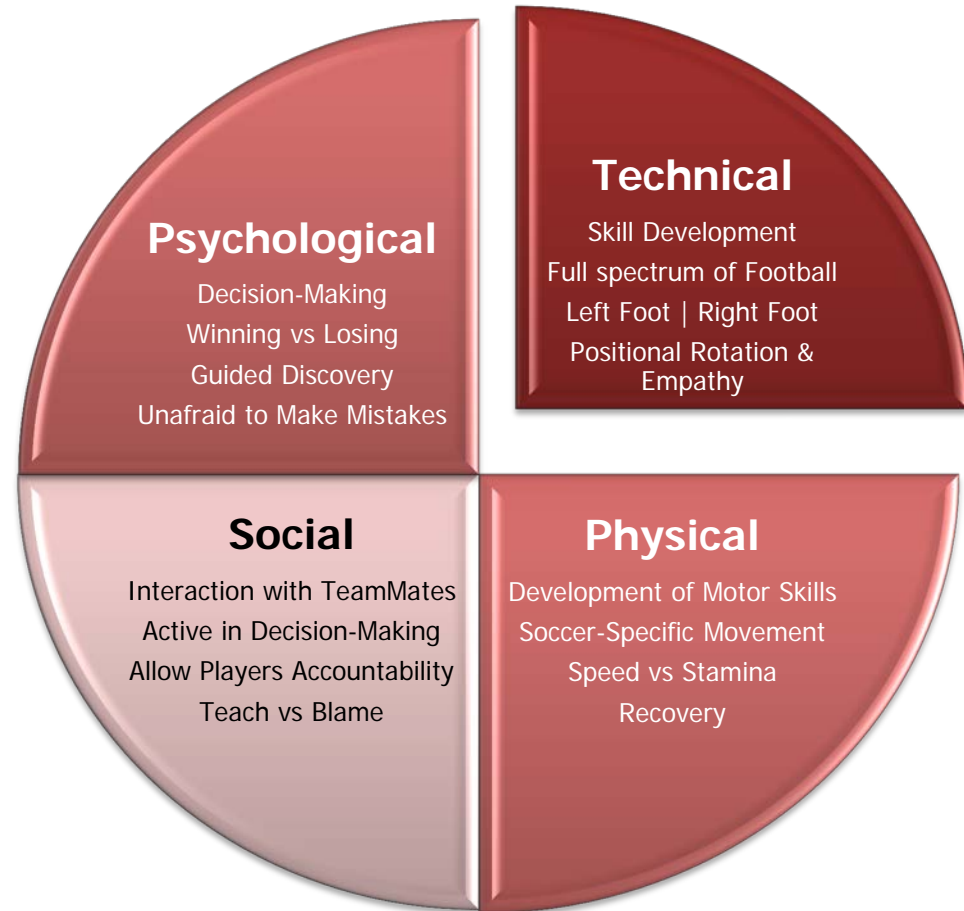 Psychological
Decision-Making
Winning vs Losing
Guided Discovery
Unafraid to Make Mistakes
Technical
Skill Development
Full spectrum of Football
Left Foot | Right Foot
Positional Rotation &
Empathy
Social
Interaction with TeamMates
Active in Decision-Making
Allow Players Accountability
Teach vs Blame
Physical
Development of Motor Skills
Soccer-Specific Movement
Speed vs Stamina
Recovery